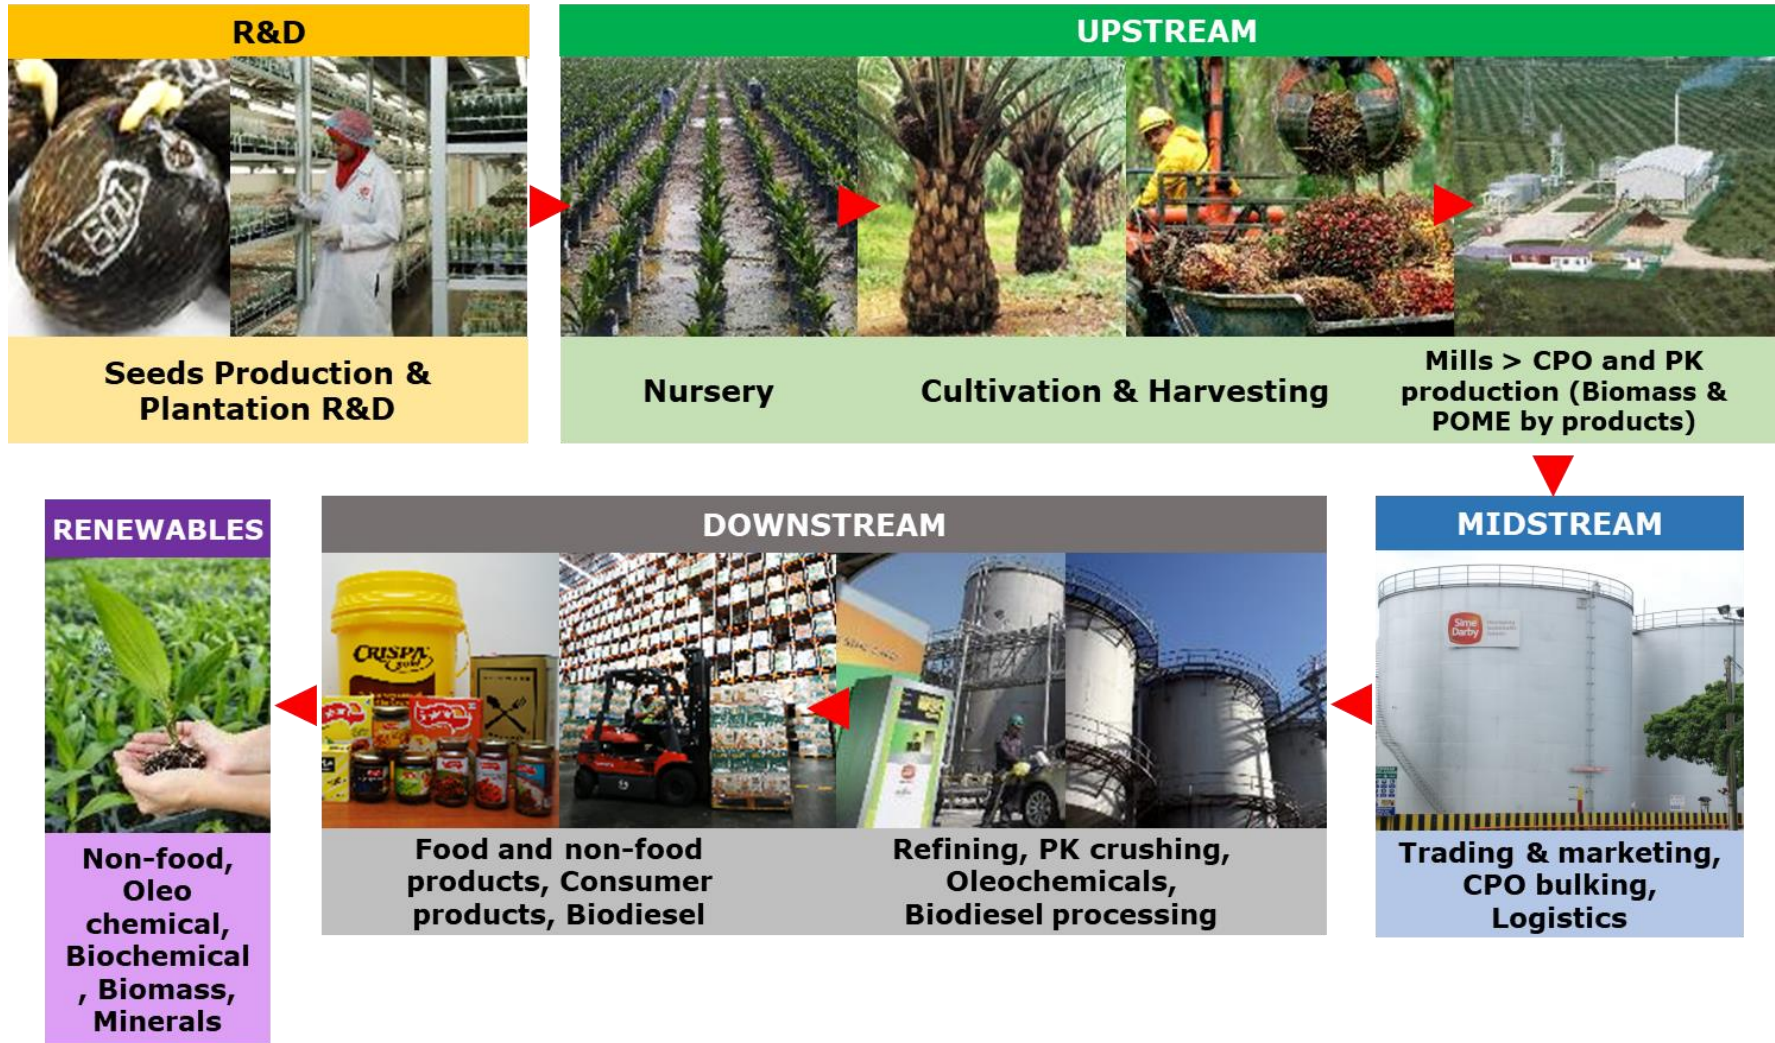 R&D
UPSTREAM
Seeds Production &
Plantation R&D
Nursery
Cultivation & Harvesting
Mills > CPO and PK
production (Biomass &
POME by products)
RENEWABLES
DOWNSTREAM
MIDSTREAM
CRISPA
gold
Sime
Darby
Non-food,
Oleo
chemical,
Biochemical
, Biomass,
Minerals
Food and non-food
products, Consumer
products, Biodiesel
Refining, PK crushing,
Oleochemicals,
Biodiesel processing
Trading & marketing,
CPO bulking,
Logistics